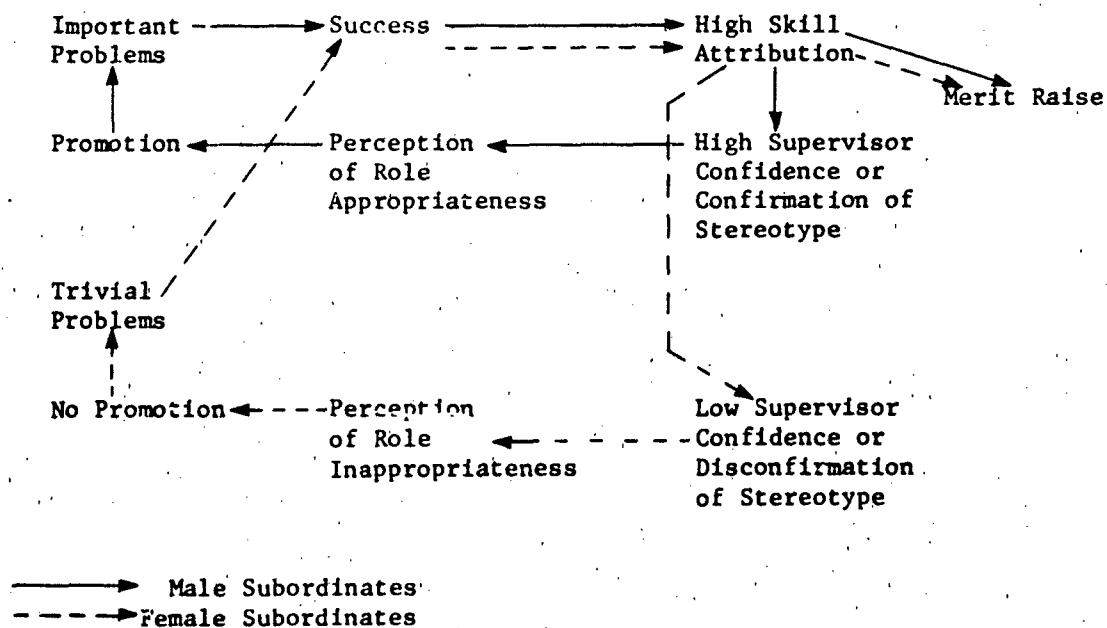 Important
Problems
Success
High Skill
Attribution
Merit Raise
Promotion
Perception
of Role
Appropriateness
High Supervisor
Confidence or
Confirmation of
Stereotype
Trivial
Problems
No Promotion
Perception
of Role
Inappropriateness
Low Supervisor
Confidence or
Disconfirmation
of Stereotype
Male Subordinates
Female Subordinates